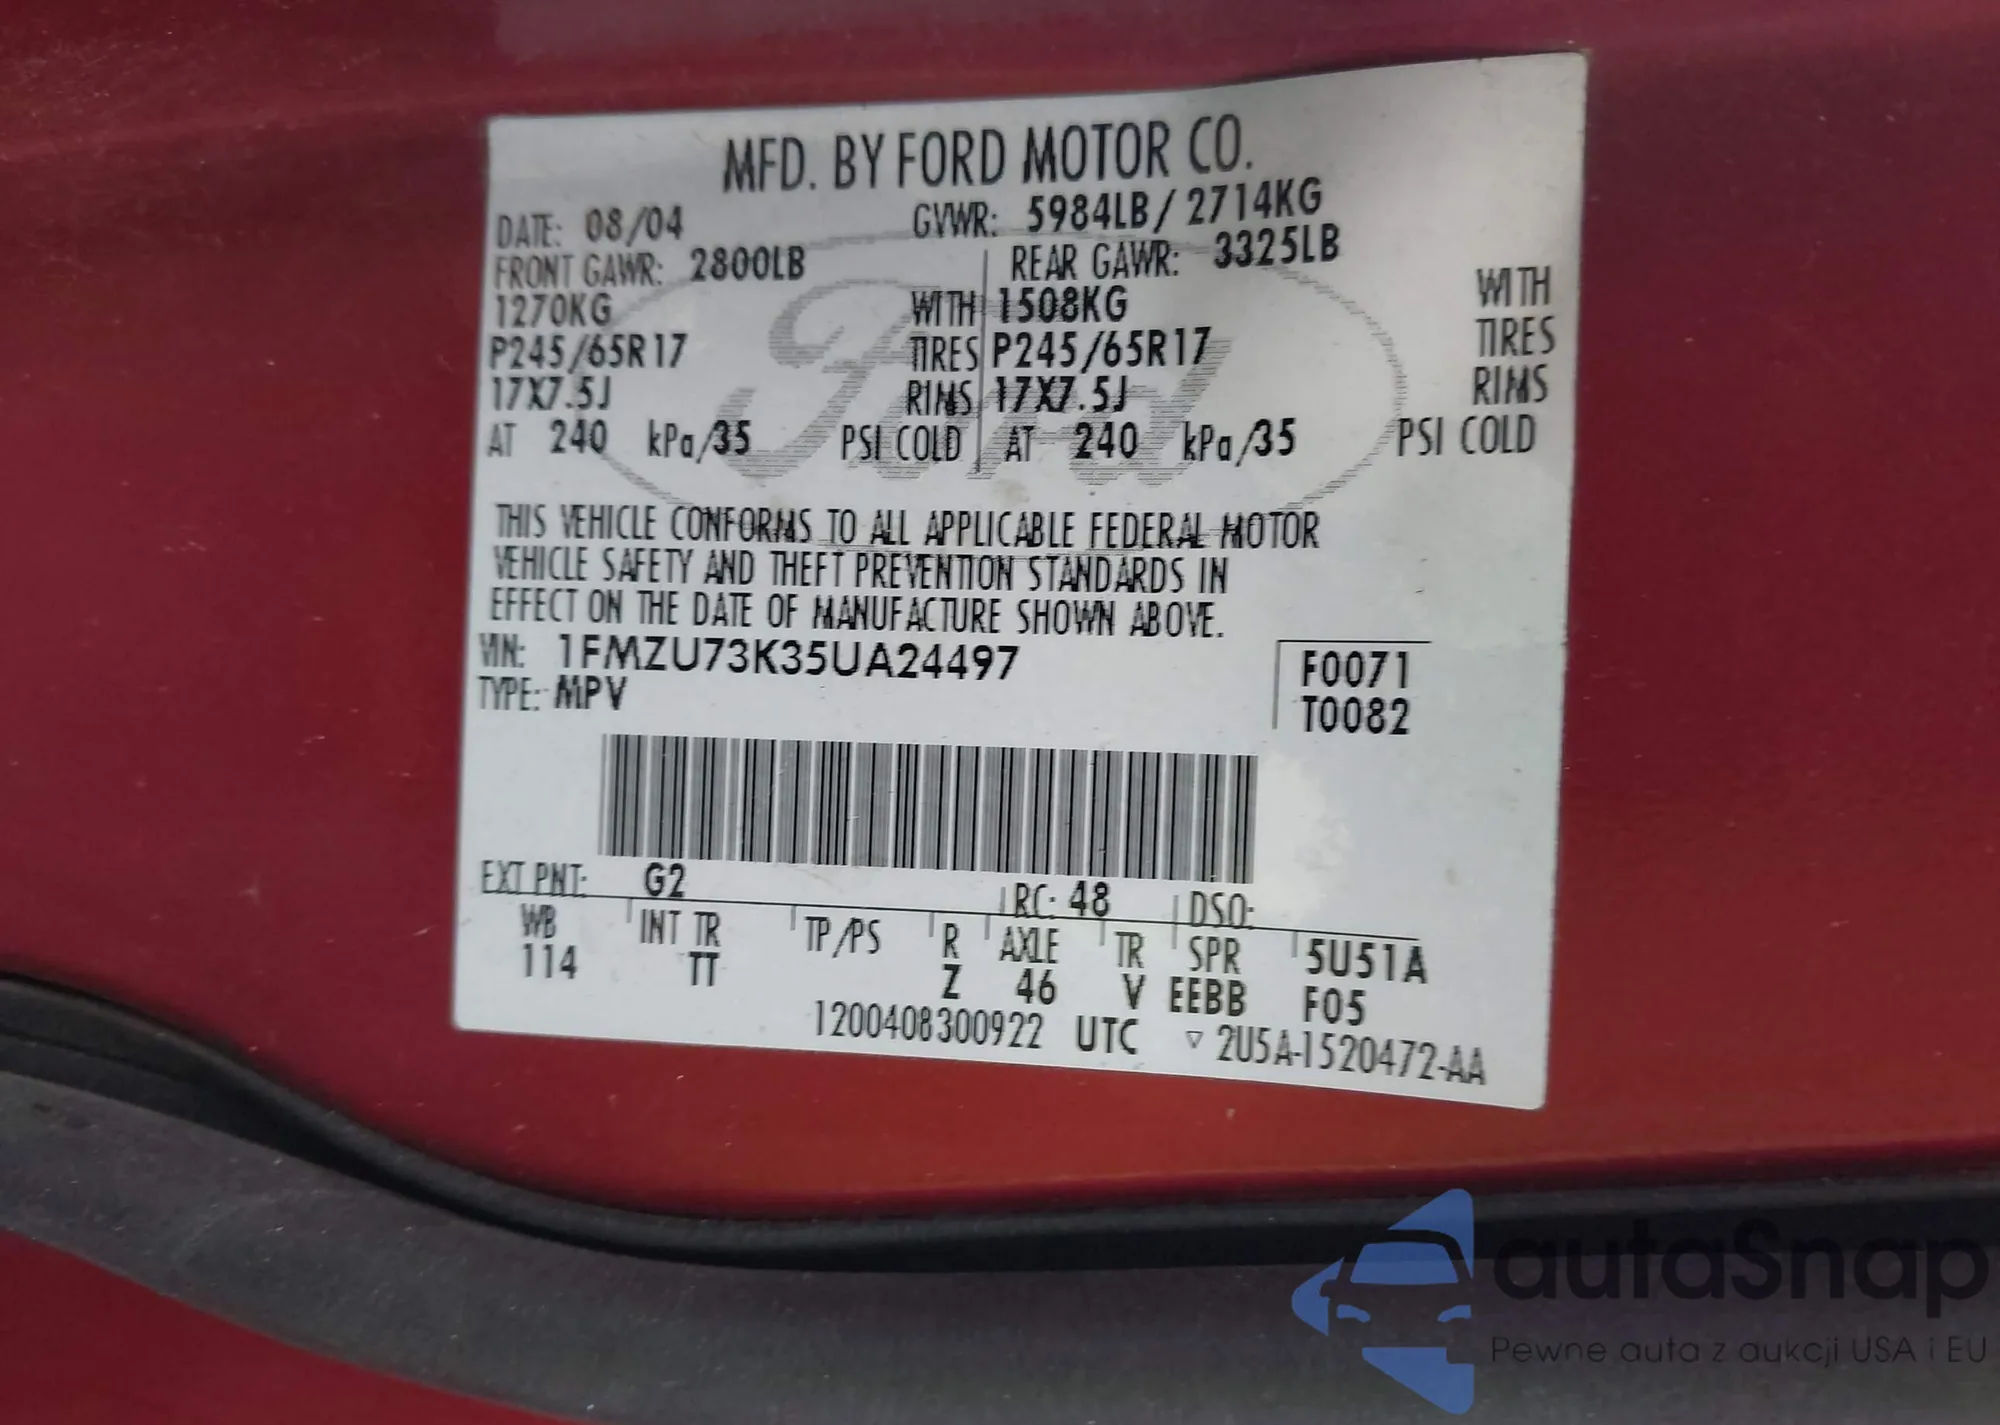 MFD. BY FORD MOTOR CO.
DATE: 08/04 GVWR: 5984LB/2714KG
FRONT GAWR: 2800LB REAR GAWR: 3325LB
1270KG WITH 1508KG WITH
P245/65R17 TIRES P245/65R17 TIRES
17X7.5J RIMS 17X7.5J RIMS
AT 240 kPa/35 PSI COLD AT 240 kPa/35 PSI COLD
Ford
THIS VEHICLE CONFORMS TO ALL APPLICABLE FEDERAL MOTOR
VEHICLE SAFETY AND THEFT PREVENTION STANDARDS IN
EFFECT ON THE DATE OF MANUFACTURE SHOWN ABOVE.
VIN: 1FMZU73K35UA24497 F0071
TYPE: MPV T0082
EXT PNT: G2 RC: 48 DSO:
WB INT TR TP/PS R AXLE TR SPR 5U51A
114 TT Z 46 V EEBB F05
1200408300922 UTC ▽ 2U5A-1520472-AA
autaSnap
Pewne auta z aukcji USA i EU